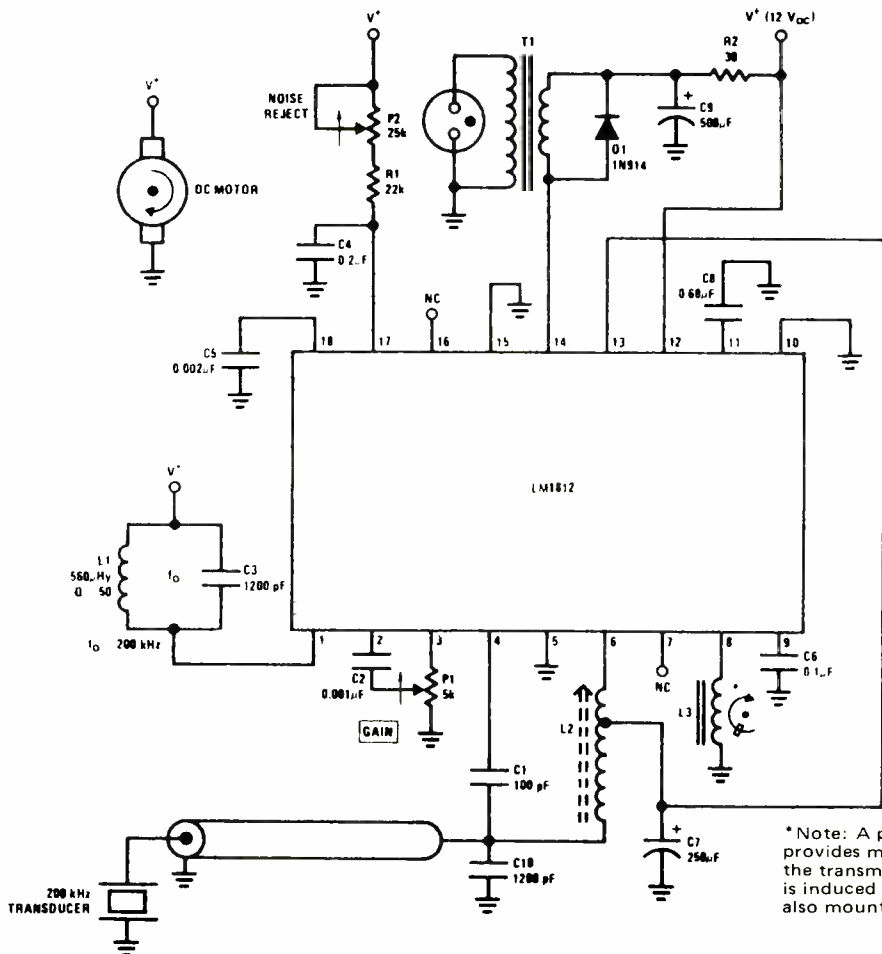 V+
V+ (12 VDC)
T1
R2
30
V+
NOISE
REJECT
P2
25k
C9
500µF
D1
1N914
R1
22k
DC MOTOR
C4
0.2µF
NC
C8
0.68µF
C5
0.002µF
18
17
16
15
14
13
12
11
10
LM1812
V+
L1
560µHy
Q 50
fo
C3
1200 pF
fo 200 kHz
1
2
3
4
5
6
7
8
9
C2
0.001µF
P1
5k
GAIN
NC
C6
0.1µF
L2
L3
*
C1
100 pF
C10
1200 pF
C7
250µF
200 kHz
TRANSDUCER
*Note: A p
provides m
the transm
is induced
also mount